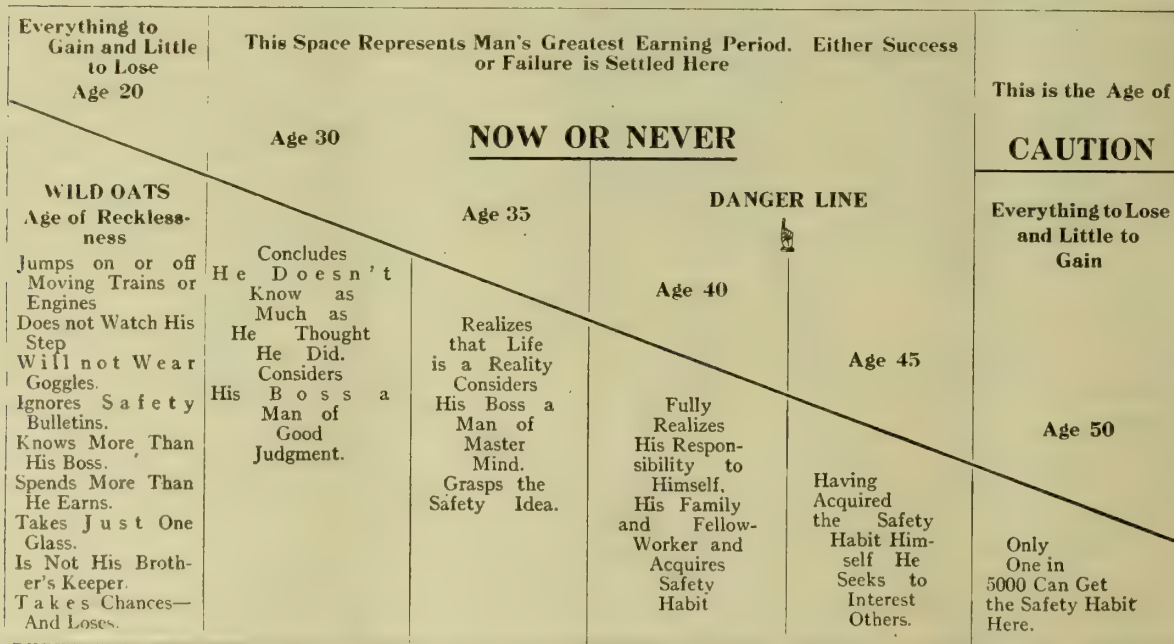 Everything to
Gain and Little
to Lose
Age 20
This Space Represents Man's Greatest Earning Period. Either Success
or Failure is Settled Here
This is the Age of
CAUTION
Age 30
NOW OR NEVER
WILD OATS
Age of Reckless-
ness
Jumps on or off
Moving Trains or
Engines
Does not Watch His
Step
Will not Wear
Goggles.
Ignores Safety
Bulletins.
Knows More Than
His Boss.
Spends More Than
He Earns.
Takes Just One
Glass.
Is Not His Broth-
er's Keeper.
Takes Chances—
And Loses.
Concludes
He Doesn't
Know as
Much as
He Thought
He Did.
Considers
His Boss a
Man of
Good
Judgment.
Age 35
Realizes
that Life
is a Reality
Considers
His Boss a
Man of
Master
Mind.
Grasps the
Safety Idea.
DANGER LINE
Age 40
Fully
Realizes
His Respon-
sibility to
Himself,
His Family
and Fellow-
Worker and
Acquires
Safety
Habit
Age 45
Having
Acquired
the Safety
Habit Him-
self He
Seeks to
Interest
Others.
Everything to Lose
and Little to
Gain
Age 50
Only
One in
5000 Can Get
the Safety Habit
Here.